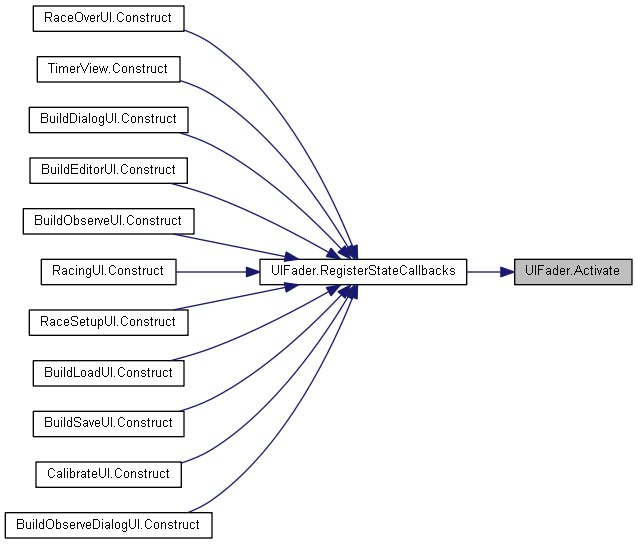 RaceOverUI.Construct
TimerView.Construct
BuildDialogUI.Construct
BuildEditorUI.Construct
BuildObserveUI.Construct
RacingUI.Construct
UIFader.RegisterStateCallbacks
UIFader.Activate
RaceSetupUI.Construct
BuildLoadUI.Construct
BuildSaveUI.Construct
CalibrateUI.Construct
BuildObserveDialogUI.Construct